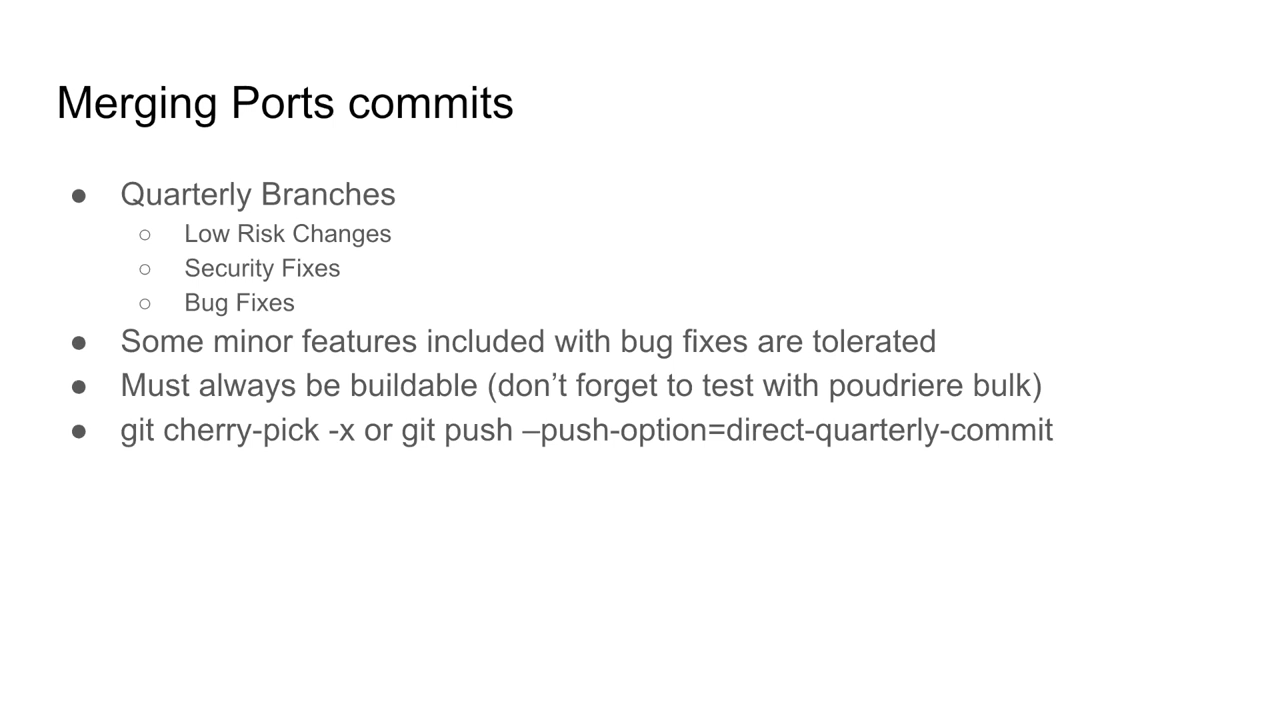 Merging Ports commits
● Quarterly Branches
○ Low Risk Changes
○ Security Fixes
○ Bug Fixes
● Some minor features included with bug fixes are tolerated
● Must always be buildable (don’t forget to test with poudriere bulk)
● git cherry-pick -x or git push –push-option=direct-quarterly-commit